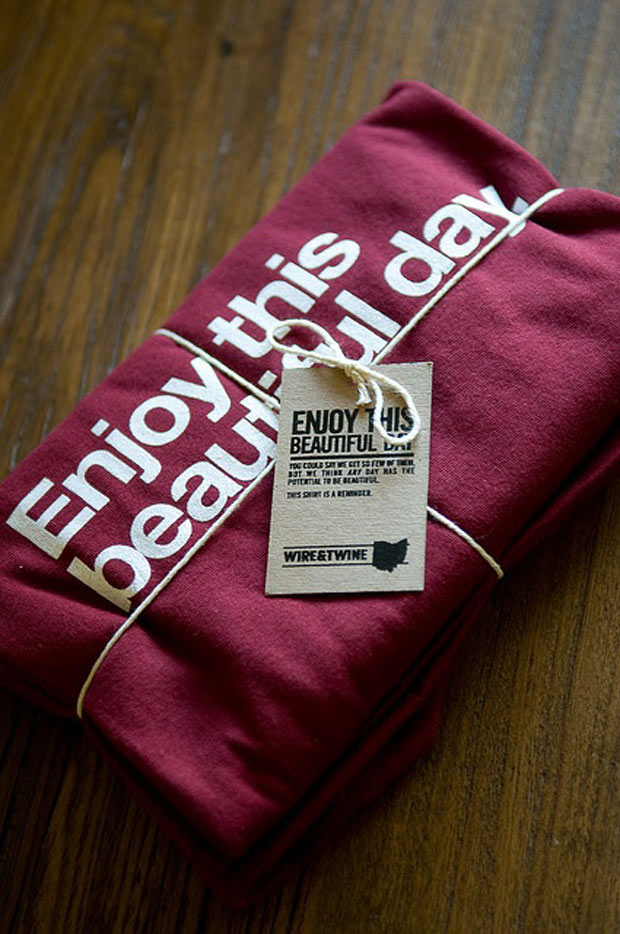 Enjoy this
beautiful day.
ENJOY THIS
BEAUTIFUL DAY
YOU COULD SAY WE GET SO FEW OF THEM,
BUT WE THINK ANY DAY HAS THE
POTENTIAL TO BE BEAUTIFUL.
THIS SHIRT IS A REMINDER.
WIRE&TWINE